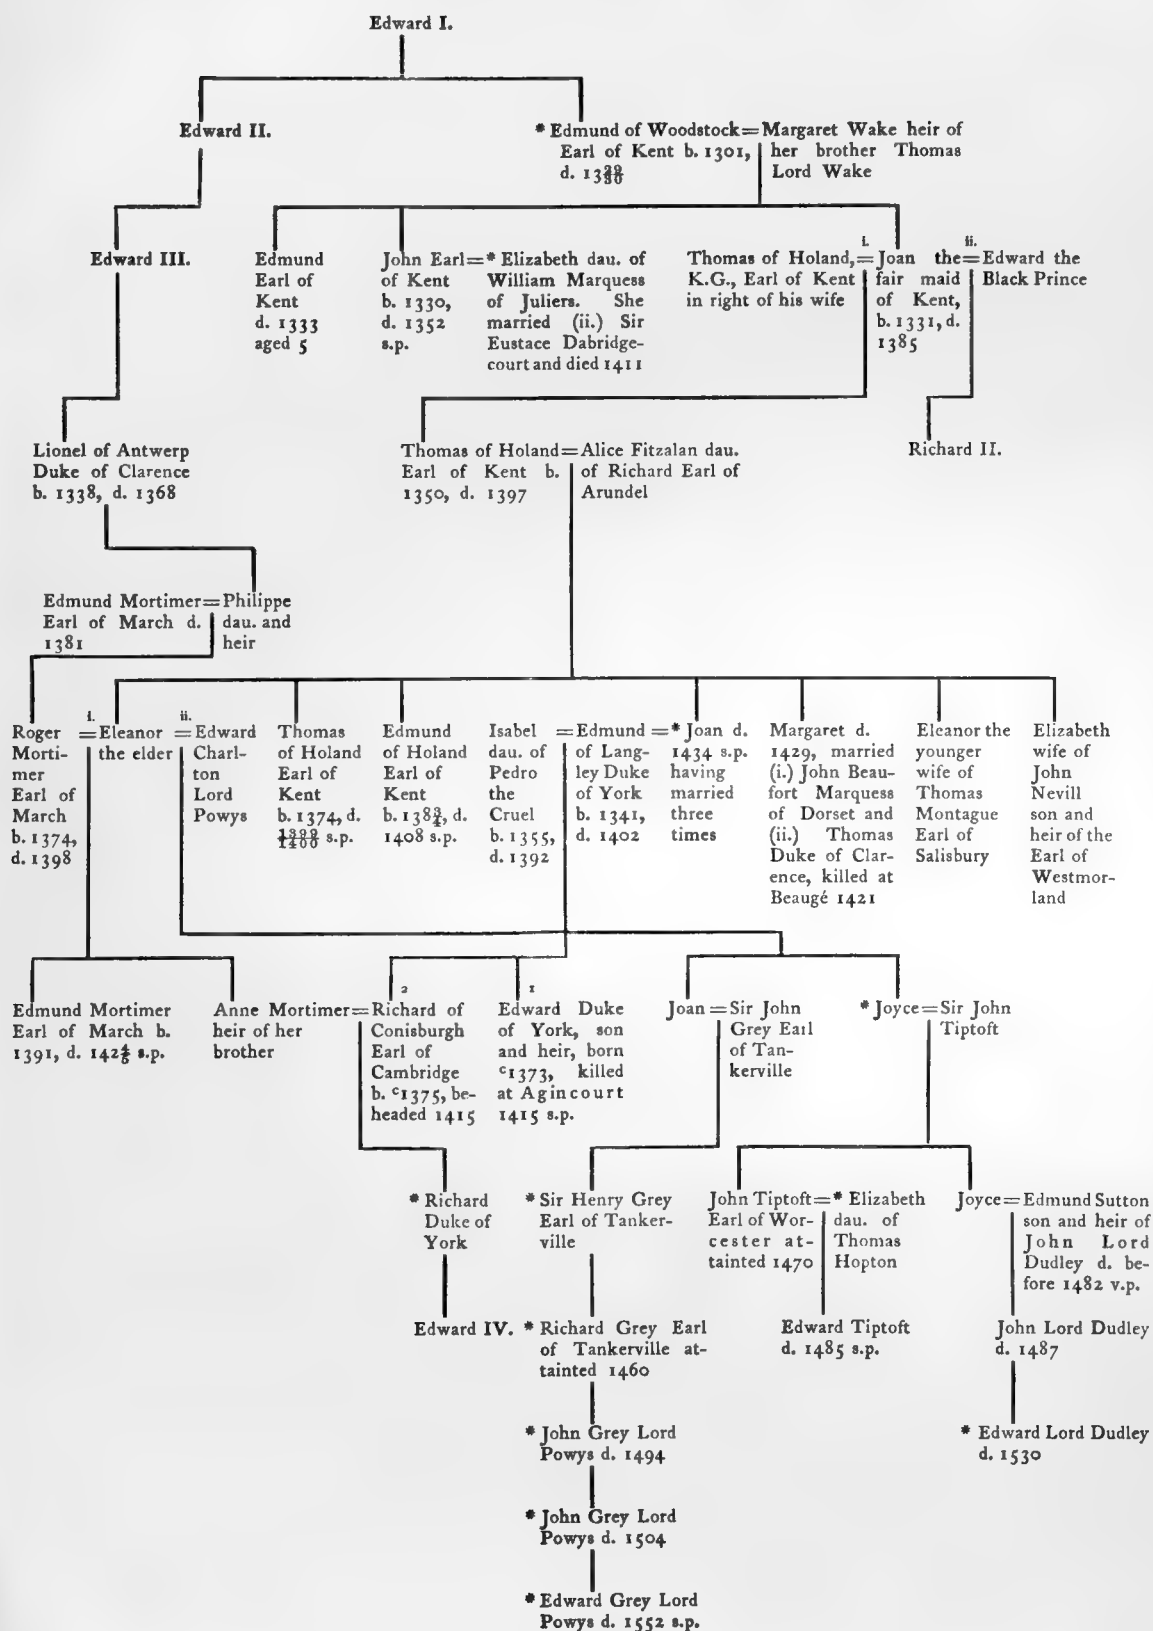 Edward I.
Edward II.
* Edmund of Woodstock = Margaret Wake heir of
Earl of Kent b. 1301, her brother Thomas
d. 13 29/30 Lord Wake
Edward III.
Edmund
Earl of
Kent
d. 1333
aged 5
John Earl = * Elizabeth dau. of
of Kent William Marquess
b. 1330, of Juliers. She
d. 1352 married (ii.) Sir
s.p. Eustace Dabridge-
court and died 1411
i. ii.
Thomas of Holand, = Joan the = Edward the
K.G., Earl of Kent fair maid Black Prince
in right of his wife of Kent,
b. 1331, d.
1385
Lionel of Antwerp
Duke of Clarence
b. 1338, d. 1368
Thomas of Holand = Alice Fitzalan dau.
Earl of Kent b. of Richard Earl of
1350, d. 1397 Arundel
Richard II.
Edmund Mortimer = Philippe
Earl of March d. dau. and
1381 heir
i. ii.
Roger = Eleanor = Edward
Morti- the elder Charl-
mer ton
Earl of Lord
March Powys
b. 1374,
d. 1398
Thomas
of Holand
Earl of
Kent
b. 1374, d.
1399/1400 s.p.
Edmund
of Holand
Earl of
Kent
b. 138 3/4, d.
1408 s.p.
Isabel = Edmund = * Joan d.
dau. of of Lang- 1434 s.p.
Pedro ley Duke having
the of York married
Cruel b. 1341, three
b. 1355, d. 1402 times
d. 1392
Margaret d.
1429, married
(i.) John Beau-
fort Marquess
of Dorset and
(ii.) Thomas
Duke of Clar-
ence, killed at
Beaugé 1421
Eleanor the
younger
wife of
Thomas
Montague
Earl of
Salisbury
Elizabeth
wife of
John
Nevill
son and
heir of the
Earl of
Westmor-
land
Edmund Mortimer
Earl of March b.
1391, d. 142 4/5 s.p.
2
Anne Mortimer = Richard of
heir of her Conisburgh
brother Earl of
Cambridge
b. c1375, be-
headed 1415
1
Edward Duke
of York, son
and heir, born
c1373, killed
at Agincourt
1415 s.p.
Joan = Sir John
Grey Earl
of Tan-
kerville
* Joyce = Sir John
Tiptoft
* Richard
Duke of
York
* Sir Henry Grey
Earl of Tanker-
ville
John Tiptoft = * Elizabeth
Earl of Wor- dau. of
cester at- Thomas
tainted 1470 Hopton
Joyce = Edmund Sutton
son and heir of
John Lord
Dudley d. be-
fore 1482 v.p.
Edward IV.
* Richard Grey Earl
of Tankerville at-
tainted 1460
Edward Tiptoft
d. 1485 s.p.
John Lord Dudley
d. 1487
* John Grey Lord
Powys d. 1494
* Edward Lord Dudley
d. 1530
* John Grey Lord
Powys d. 1504
* Edward Grey Lord
Powys d. 1552 s.p.